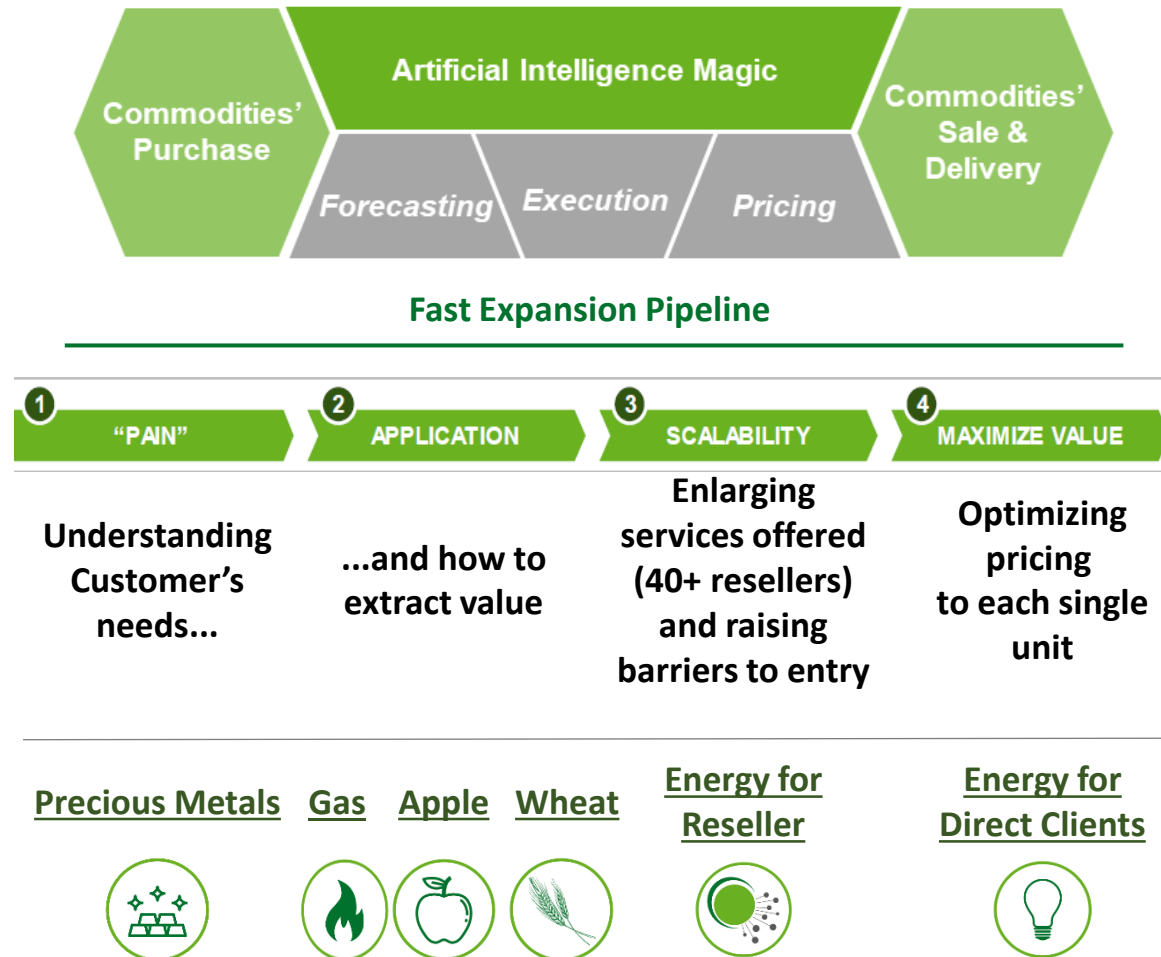 Artificial Intelligence Magic
Commodities’
Purchase
Commodities’
Sale &
Delivery
Forecasting
Execution
Pricing
Fast Expansion Pipeline
1
“PAIN”
2
APPLICATION
3
SCALABILITY
4
MAXIMIZE VALUE
Understanding
Customer’s
needs...
...and how to
extract value
Enlarging
services offered
(40+ resellers)
and raising
barriers to entry
Optimizing
pricing
to each single
unit
Precious Metals
Gas
Apple
Wheat
Energy for
Reseller
Energy for
Direct Clients